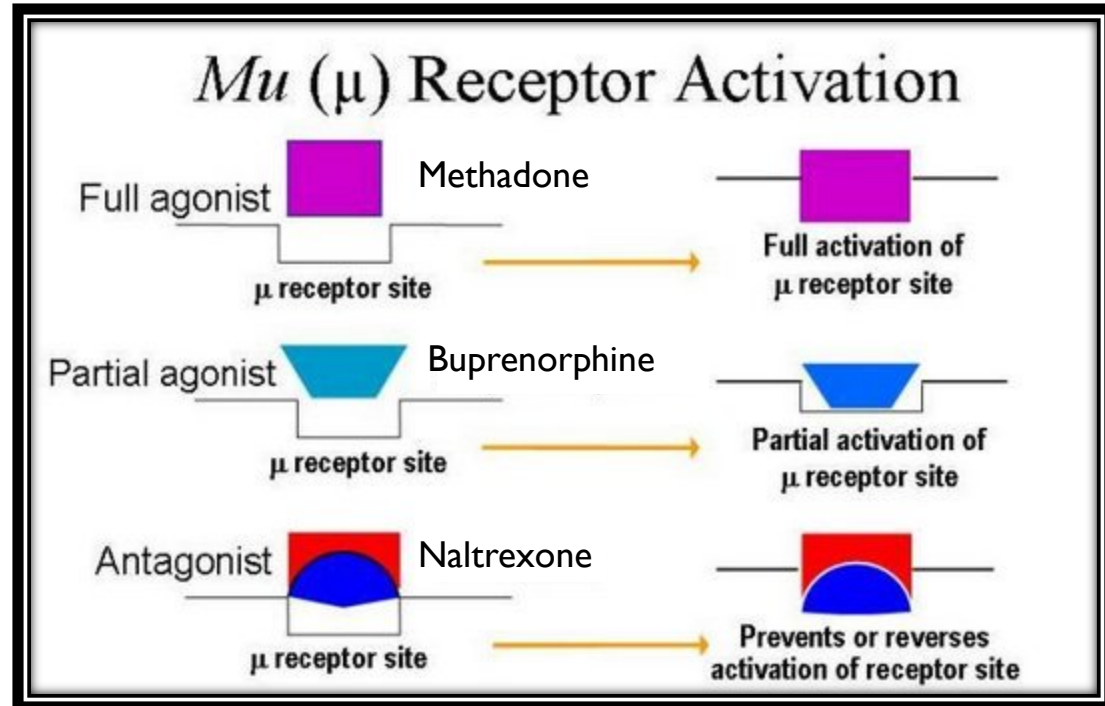 Mu (μ) Receptor Activation
Full agonist
Methadone
μ receptor site
Full activation of
μ receptor site
Partial agonist
Buprenorphine
μ receptor site
Partial activation of
μ receptor site
Antagonist
Naltrexone
μ receptor site
Prevents or reverses
activation of receptor site